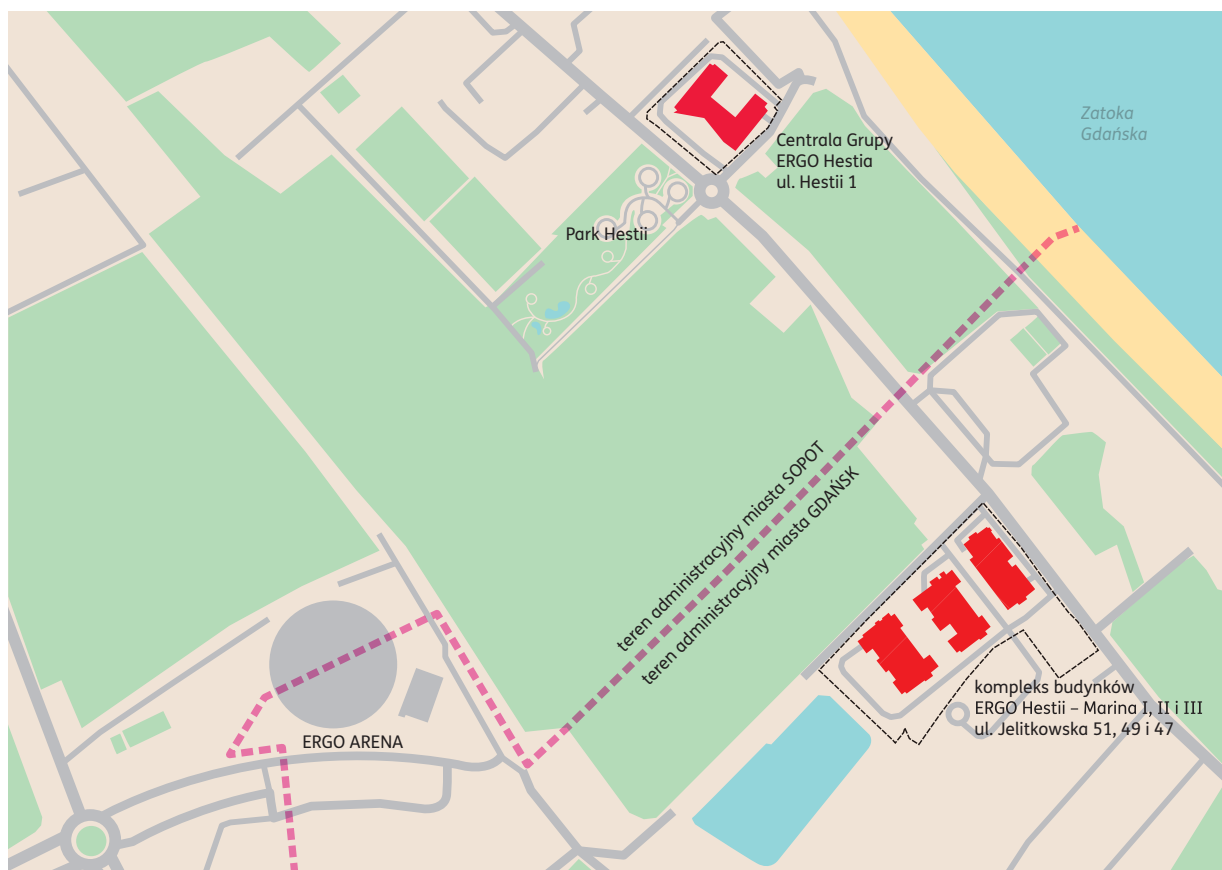 Zatoka
Gdańska
Centrala Grupy
ERGO Hestia
ul. Hestii 1
Park Hestii
teren administracyjny miasta SOPOT
teren administracyjny miasta GDAŃSK
kompleks budynków
ERGO Hestii – Marina I, II i III
ul. Jelitkowska 51, 49 i 47
ERGO ARENA